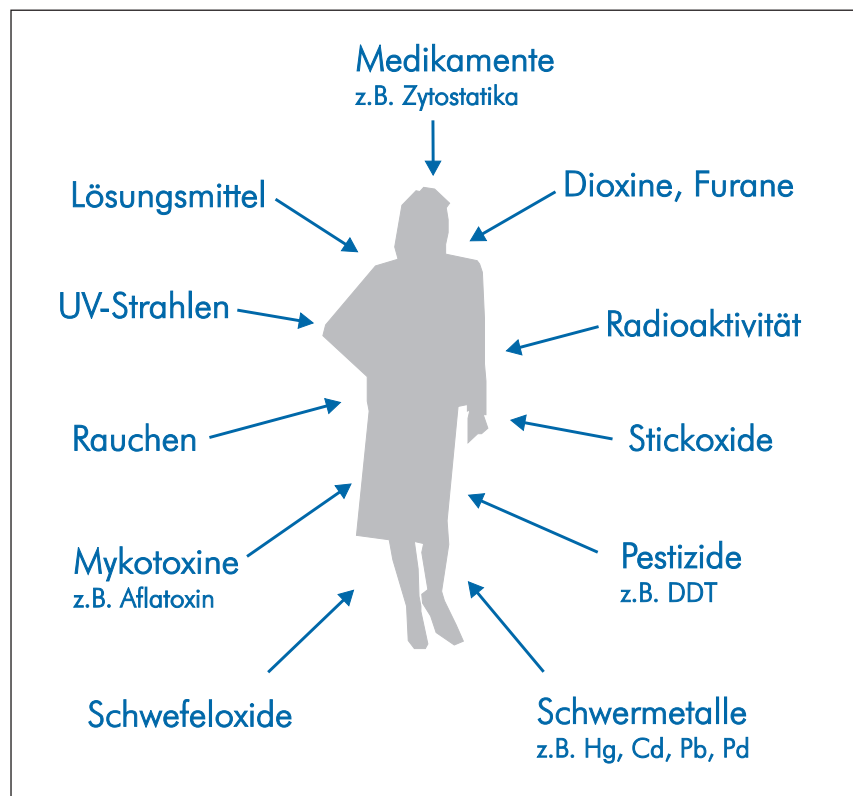 Medikamente
z.B. Zytostatika
Lösungsmittel
Dioxine, Furane
UV-Strahlen
Radioaktivität
Rauchen
Stickoxide
Mykotoxine
z.B. Aflatoxin
Pestizide
z.B. DDT
Schwefeloxide
Schwermetalle
z.B. Hg, Cd, Pb, Pd